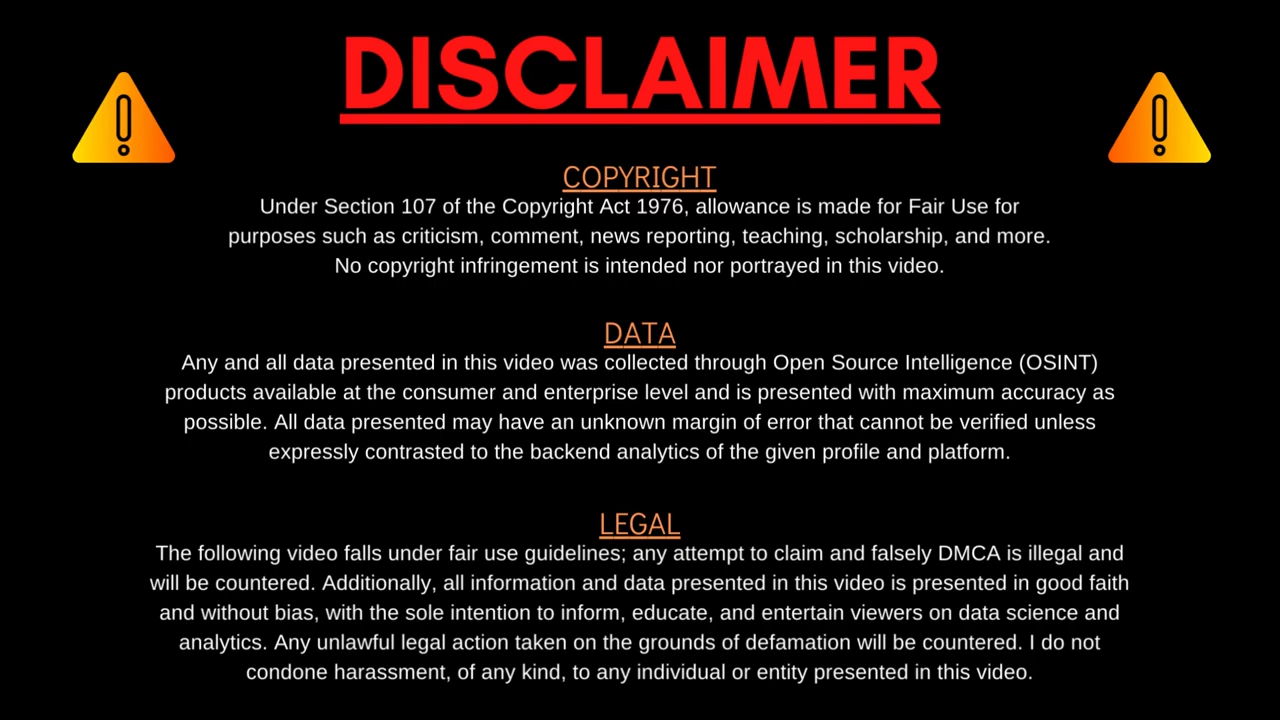 DISCLAIMER
COPYRIGHT
Under Section 107 of the Copyright Act 1976, allowance is made for Fair Use for
purposes such as criticism, comment, news reporting, teaching, scholarship, and more.
No copyright infringement is intended nor portrayed in this video.
DATA
Any and all data presented in this video was collected through Open Source Intelligence (OSINT)
products available at the consumer and enterprise level and is presented with maximum accuracy as
possible. All data presented may have an unknown margin of error that cannot be verified unless
expressly contrasted to the backend analytics of the given profile and platform.
LEGAL
The following video falls under fair use guidelines; any attempt to claim and falsely DMCA is illegal and
will be countered. Additionally, all information and data presented in this video is presented in good faith
and without bias, with the sole intention to inform, educate, and entertain viewers on data science and
analytics. Any unlawful legal action taken on the grounds of defamation will be countered. I do not
condone harassment, of any kind, to any individual or entity presented in this video.